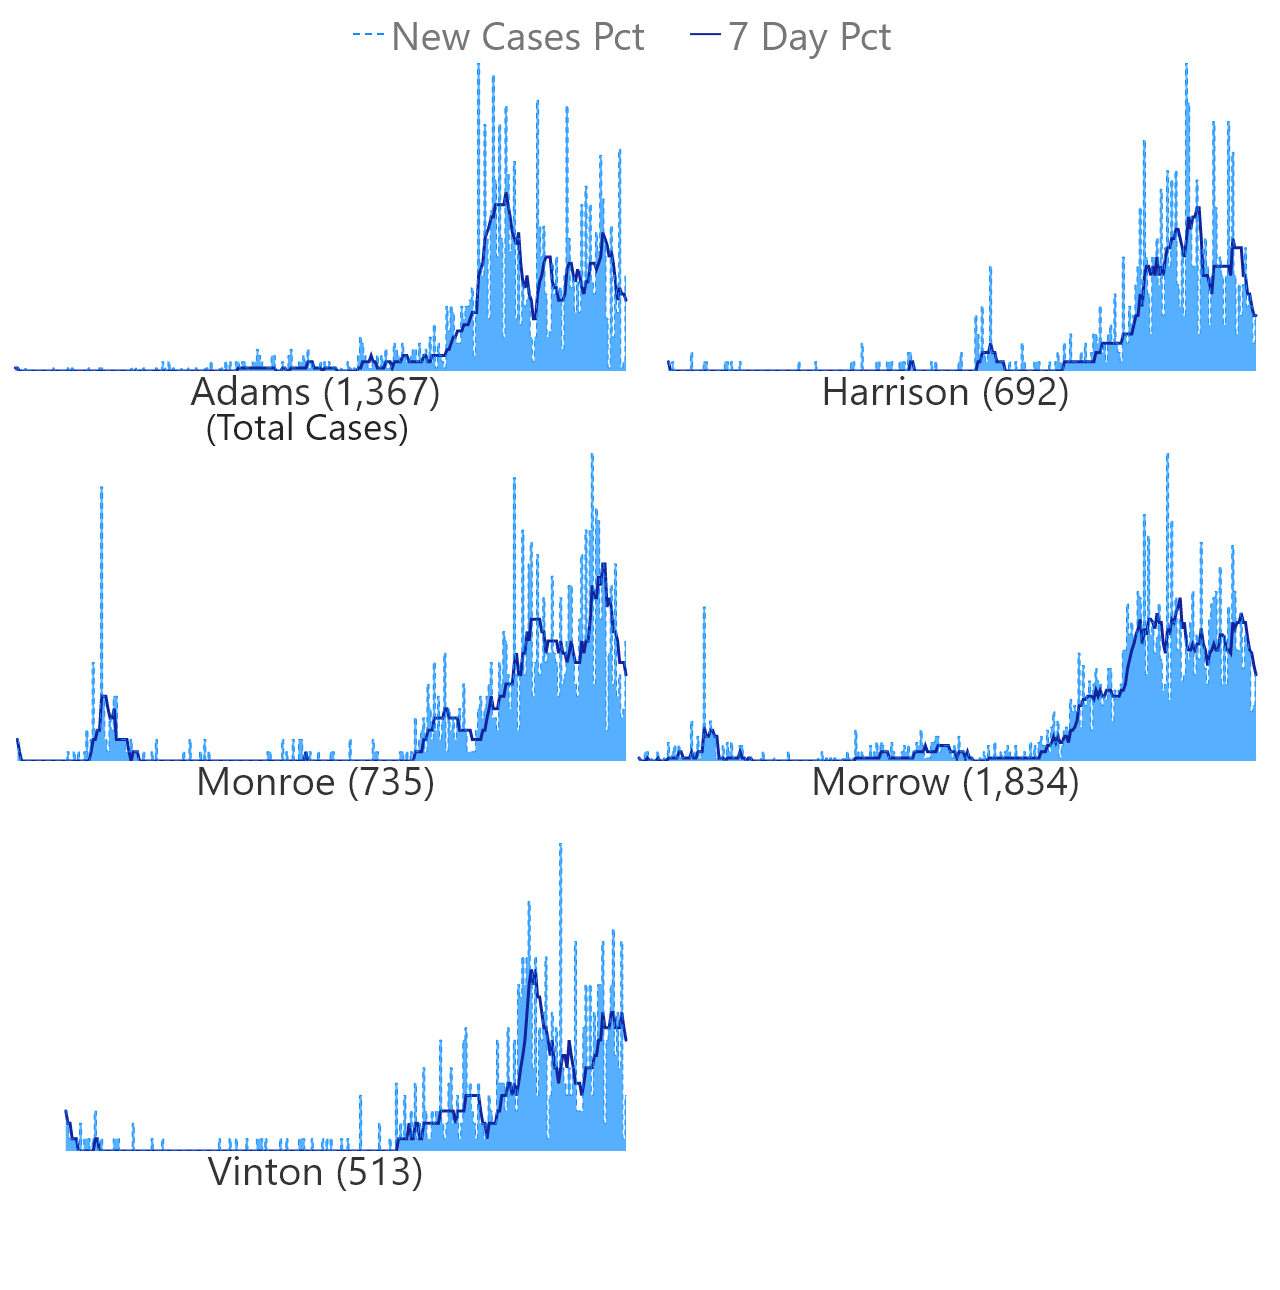 New Cases Pct 7 Day Pct
Adams (1,367)
(Total Cases)
Harrison (692)
Monroe (735)
Morrow (1,834)
Vinton (513)